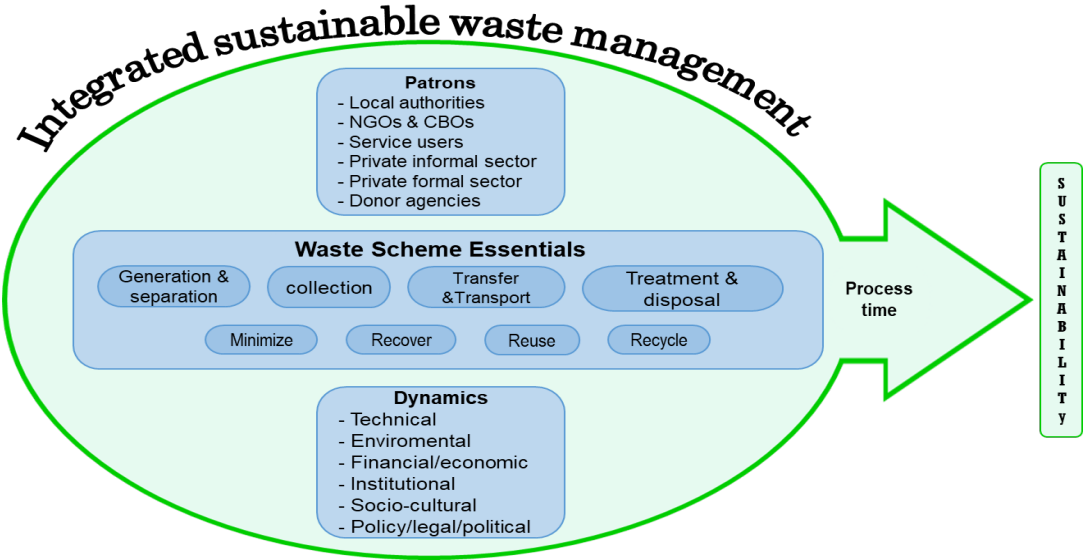 Integrated sustainable waste management
Patrons
- Local authorities
- NGOs & CBOs
- Service users
- Private informal sector
- Private formal sector
- Donor agencies
Waste Scheme Essentials
Generation &
separation
collection
Transfer
&Transport
Treatment &
disposal
Minimize
Recover
Reuse
Recycle
Dynamics
- Technical
- Enviromental
- Financial/economic
- Institutional
- Socio-cultural
- Policy/legal/political
Process
time
SUSTAINABILITy